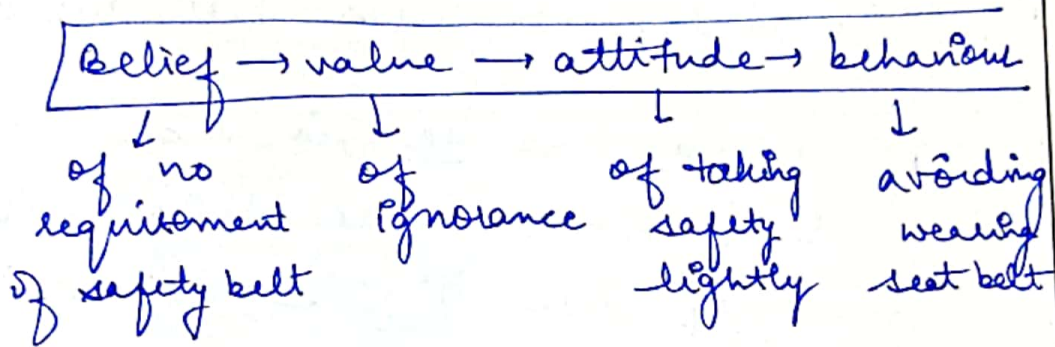 Belief → value → attitude → behaviour
↓ ↓ ↓ ↓
of no of of taking avoiding
requirement ignorance safety wearing
of safety belt lightly seat belt